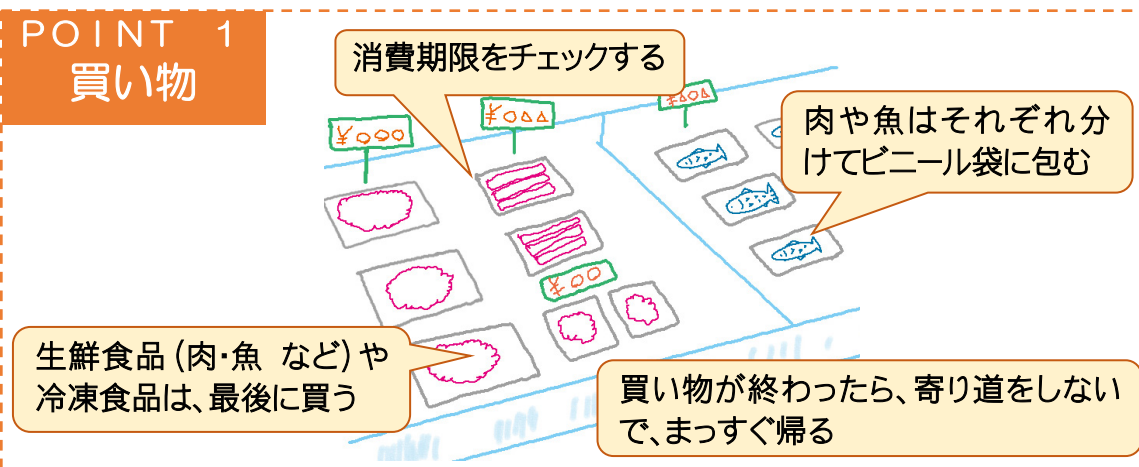 POINT 1
買い物
消費期限をチェックする
肉や魚はそれぞれ分
けてビニール袋に包む
¥○○○
¥○△△
¥△○△
¥○○
生鮮食品(肉・魚 など)や
冷凍食品は、最後に買う
買い物が終わったら、寄り道をしない
で、まっすぐ帰る